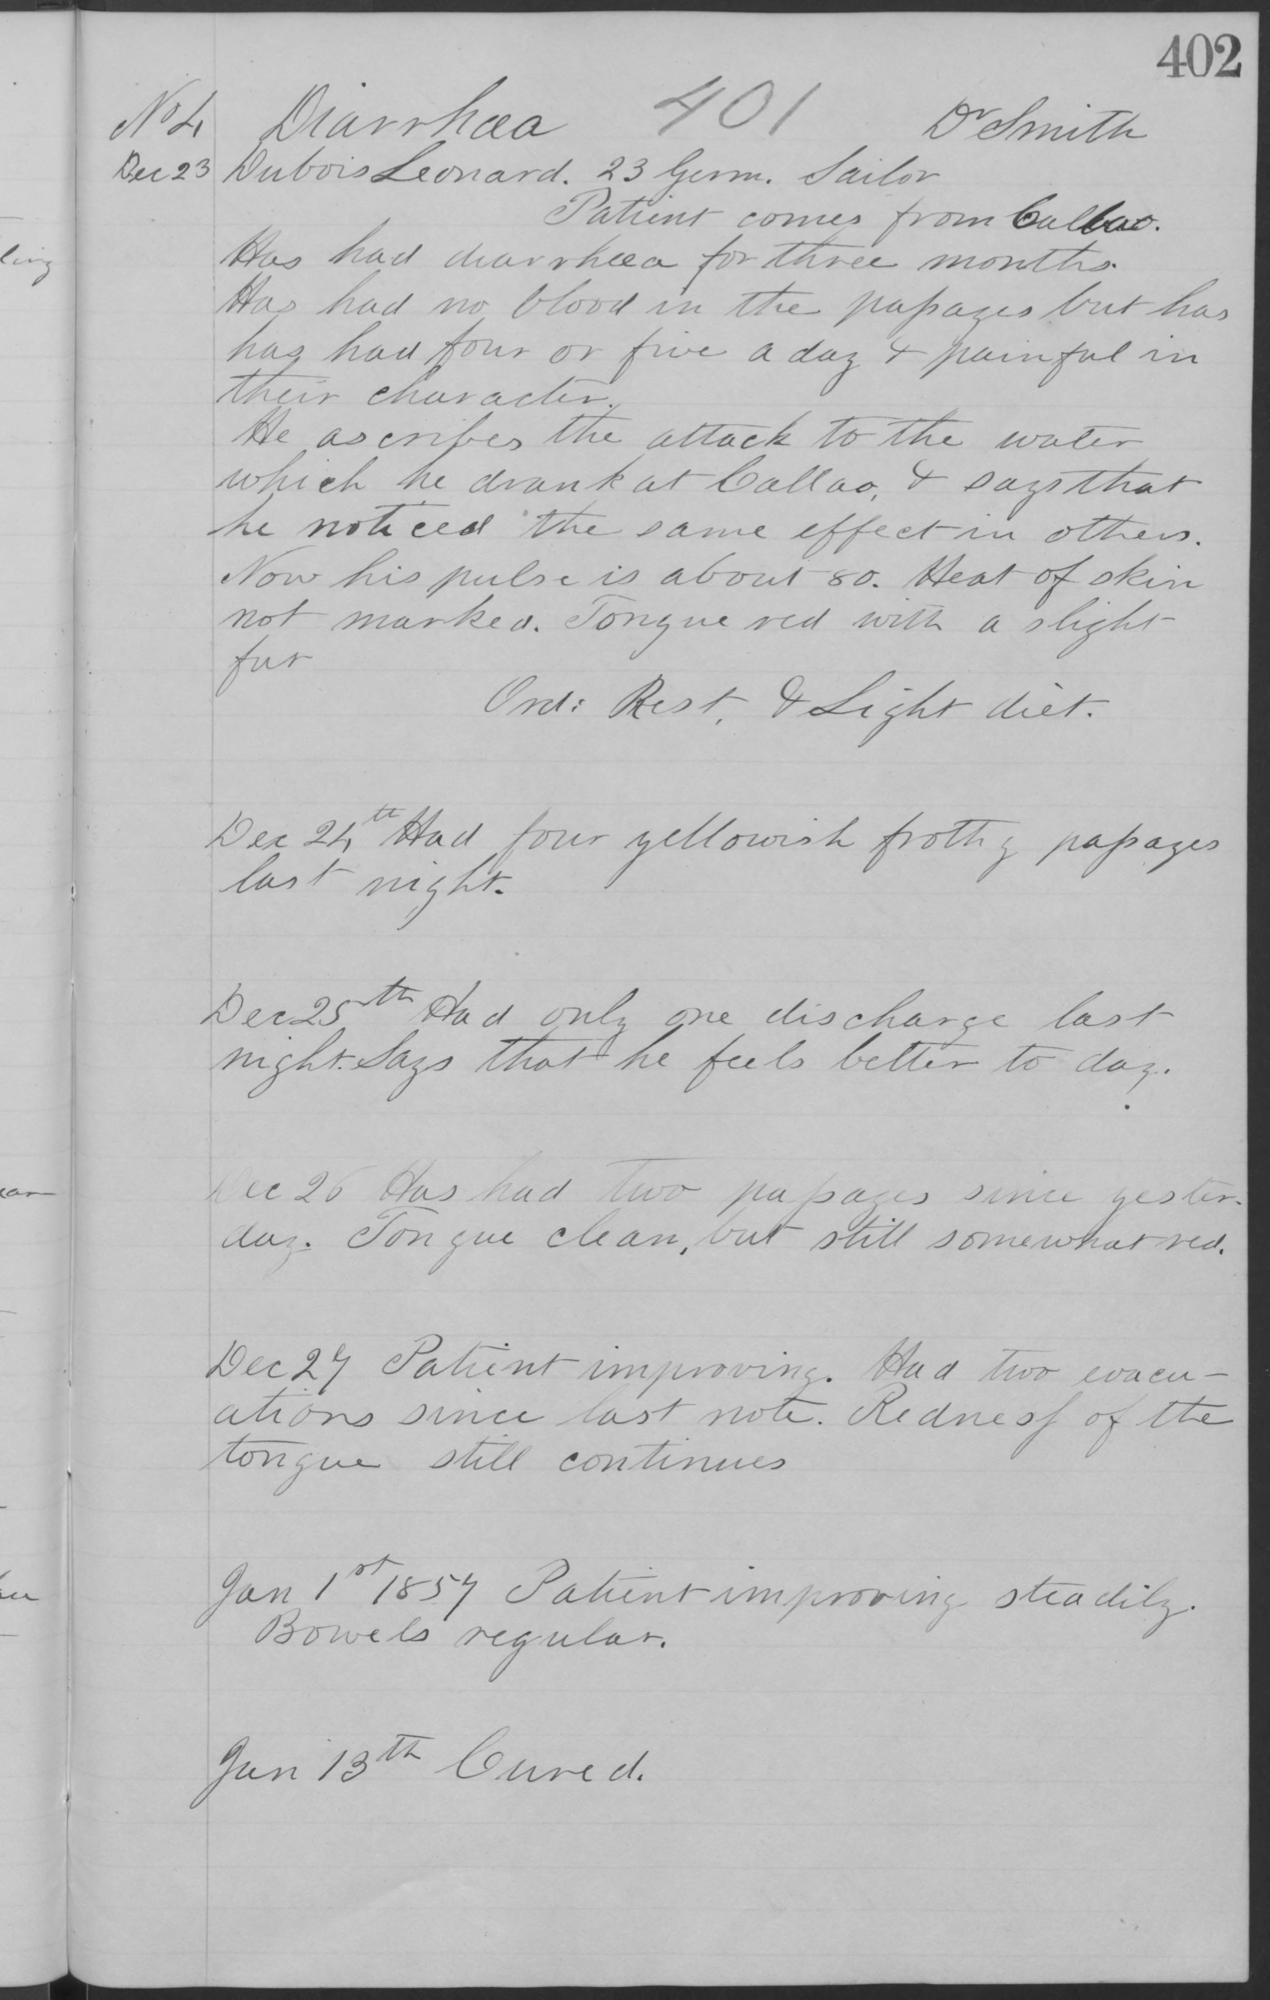 402
No 4 Diarrhœa 401 Dr Smith
Dec 23 Dubois Leonard. 23 Germ. Sailor
Patient comes from Callao.
Has had diarrhœa for three months.
Has had no blood in the paſsages but has
has had four or five a day & painful in
their character.
He ascribes the attack to the water
which he drank at Callao, & says that
he noticed the same effect in others.
Now his pulse is about 80. Heat of skin
not marked. Tongue red with a slight
fur
Ord: Rest, & Light diet.
Dec 24th Had four yellowish frothy paſsages
last night.
Dec 25th Had only one discharge last
night. Says that he feels better to day.
Dec 26 Has had two paſsages since yester-
day. Tongue clean, but still somewhat red.
Dec 27 Patient improving. Had two evacu-
ations since last note. Redneſs of the
tongue still continues
Jan 1st 1857 Patient improving steadily.
Bowels regular.
Jan 13th Cured.